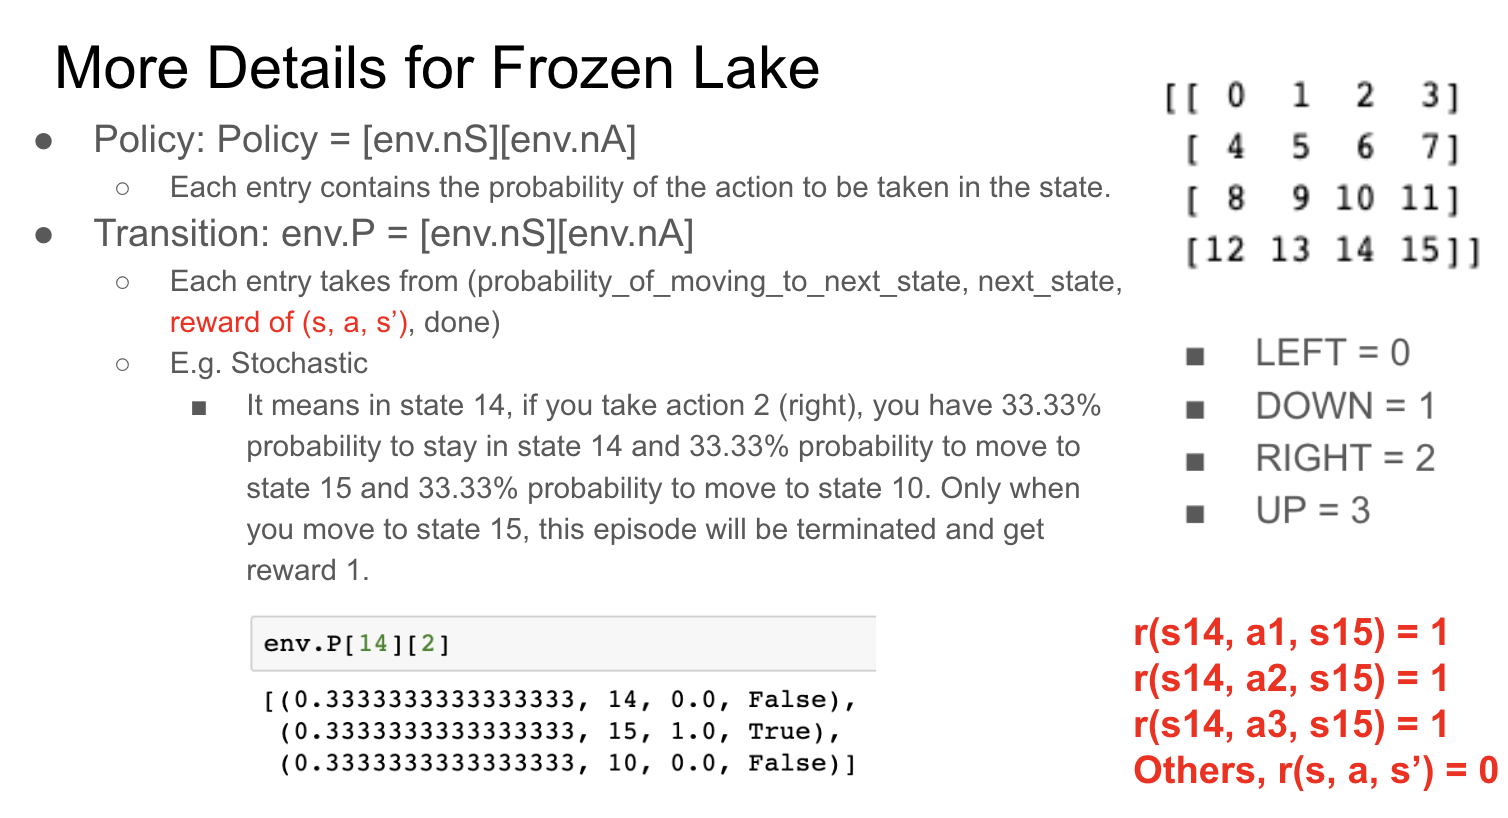 More Details for Frozen Lake
● Policy: Policy = [env.nS][env.nA]
○ Each entry contains the probability of the action to be taken in the state.
● Transition: env.P = [env.nS][env.nA]
○ Each entry takes from (probability_of_moving_to_next_state, next_state,
reward of (s, a, s’), done)
○ E.g. Stochastic
■ It means in state 14, if you take action 2 (right), you have 33.33%
probability to stay in state 14 and 33.33% probability to move to
state 15 and 33.33% probability to move to state 10. Only when
you move to state 15, this episode will be terminated and get
reward 1.
env.P[14][2]
[(0.3333333333333333, 14, 0.0, False),
(0.3333333333333333, 15, 1.0, True),
(0.3333333333333333, 10, 0.0, False)]
[[ 0 1 2 3]
[ 4 5 6 7]
[ 8 9 10 11]
[12 13 14 15]]
■ LEFT = 0
■ DOWN = 1
■ RIGHT = 2
■ UP = 3
r(s14, a1, s15) = 1
r(s14, a2, s15) = 1
r(s14, a3, s15) = 1
Others, r(s, a, s’) = 0